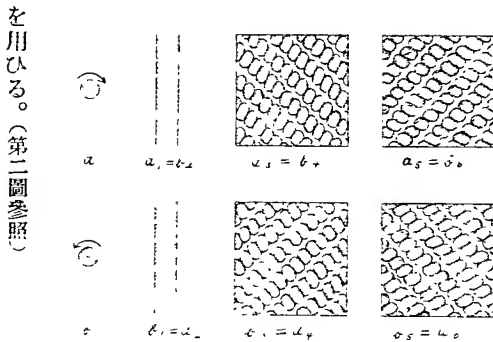 を用ひる。（第二圖參照）
a
a₁ = b₂
a₃ = b₄
a₅ = b₆
b
b₁ = a₂
b₃ = a₄
b₅ = a₆